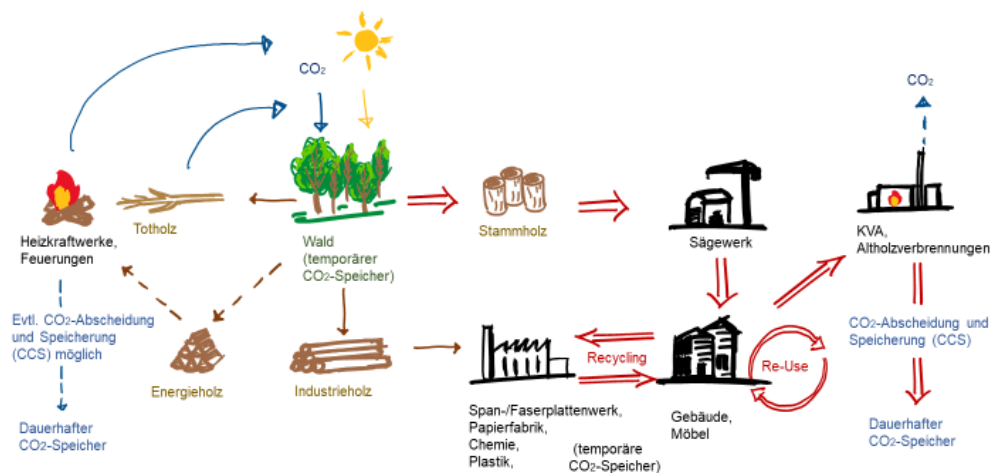 CO₂
CO₂
Totholz
Heizkraftwerke,
Feuerungen
Wald
(temporärer
CO₂-Speicher)
Stammholz
Sägewerk
KVA,
Altholzverbrennungen
Evtl. CO₂-Abscheidung
und Speicherung
(CCS) möglich
Energieholz
Industrieholz
Recycling
Re-Use
CO₂-Abscheidung und
Speicherung (CCS)
Dauerhafter
CO₂-Speicher
Span-/Faserplattenwerk,
Papierfabrik,
Chemie,
Plastik,
(temporäre
CO₂-Speicher)
Gebäude,
Möbel
Dauerhafter
CO₂-Speicher